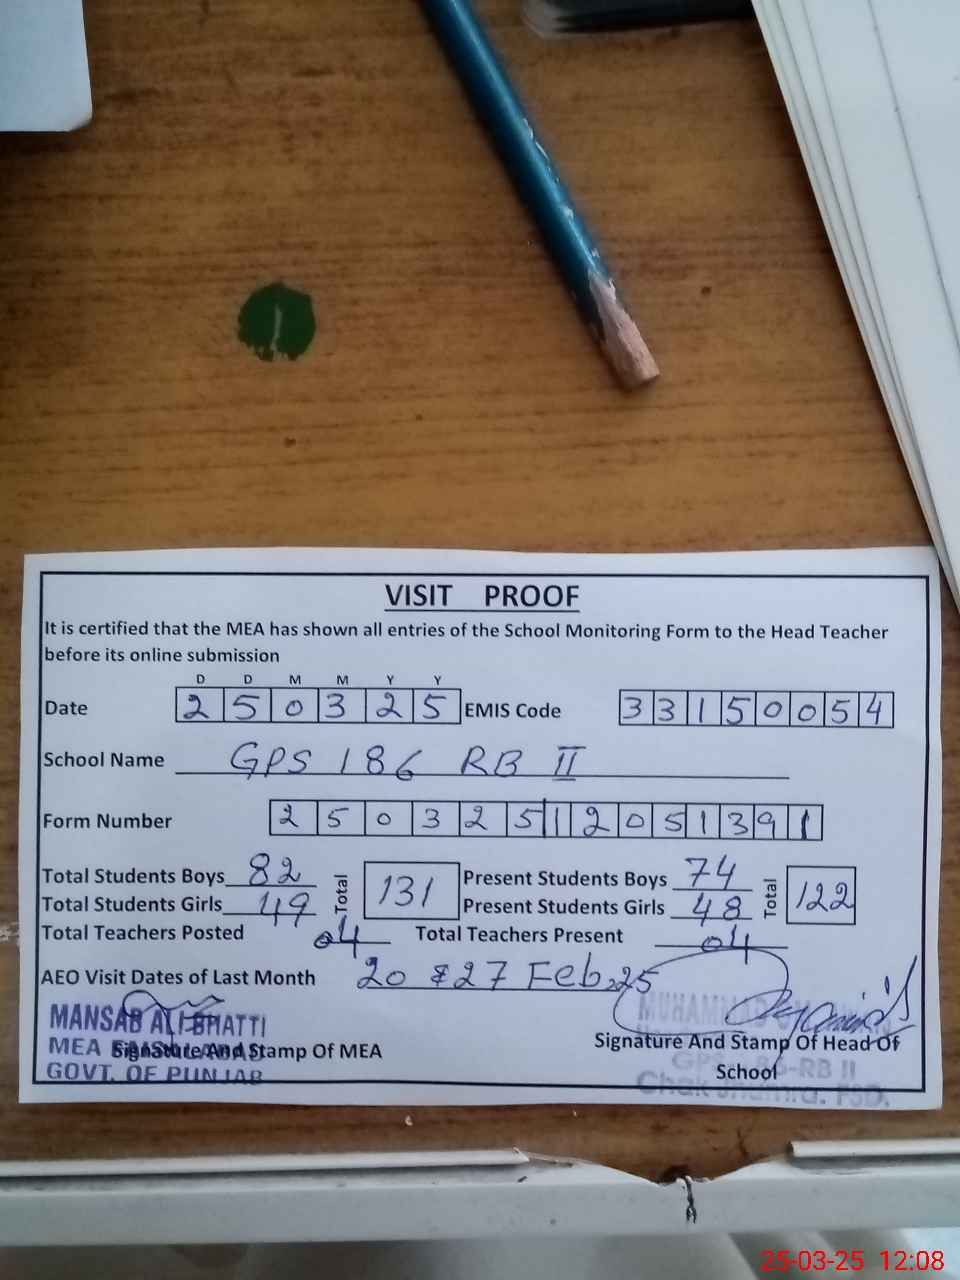 VISIT PROOF
It is certified that the MEA has shown all entries of the School Monitoring Form to the Head Teacher
before its online submission
D D M M Y Y
Date 2 5 0 3 2 5 EMIS Code 3 3 1 5 0 0 5 4
School Name GPS 186 RB II
Form Number 2 5 0 3 2 5 1 2 0 5 1 3 9 1
Total Students Boys 82 Total 131 Present Students Boys 74 Total 122
Total Students Girls 49 Present Students Girls 48
Total Teachers Posted 04 Total Teachers Present 04
AEO Visit Dates of Last Month 20 & 27 Feb, 25
MANSAB ALI BHATTI MUHAMMAD
MEA Signature And Stamp Of MEA Signature And Stamp Of Head Of
GOVT. OF PUNJAB School
GPS 186-RB II
Chak Jhumra. FSD.
25-03-25 12:08